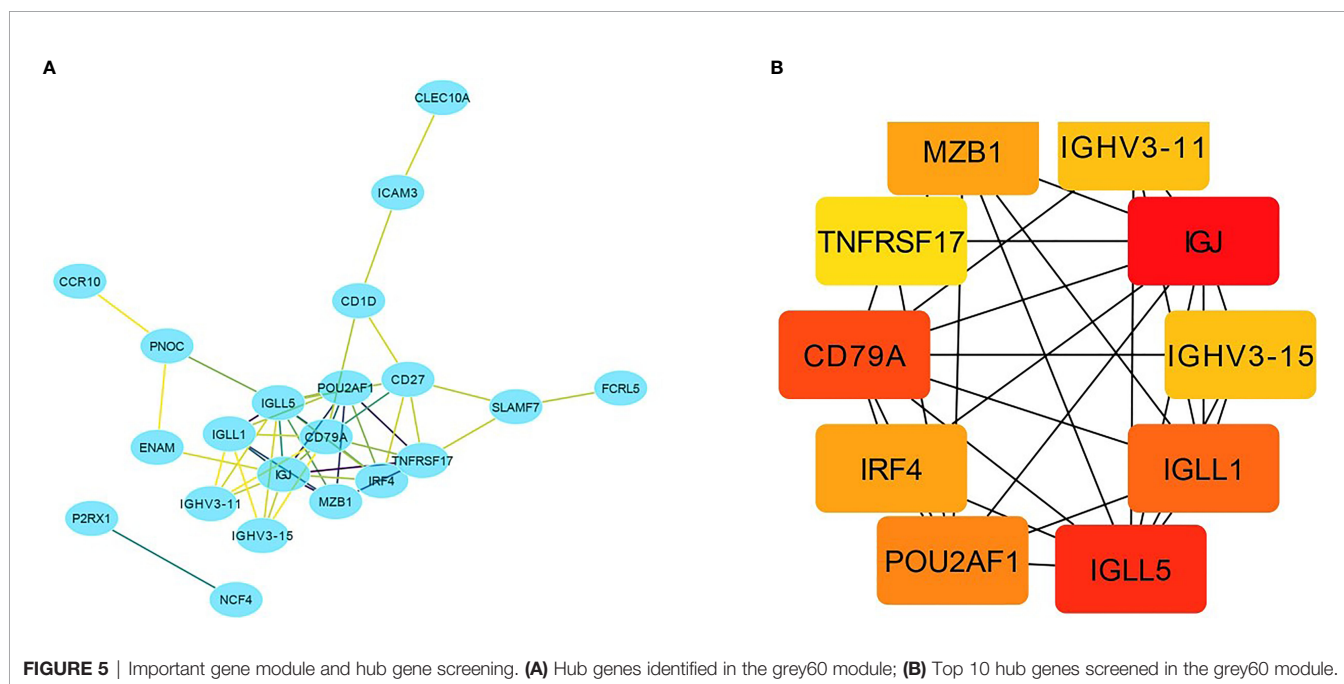 A
B
CLEC10A
ICAM3
CCR10
CD1D
PNOC
POU2AF1
CD27
FCRL5
IGLL5
SLAMF7
IGLL1
CD79A
ENAM
TNFRSF17
IGJ
IRF4
IGHV3-11
MZB1
P2RX1
IGHV3-15
NCF4
MZB1
IGHV3-11
TNFRSF17
IGJ
CD79A
IGHV3-15
IRF4
IGLL1
POU2AF1
IGLL5
FIGURE 5 | Important gene module and hub gene screening. (A) Hub genes identified in the grey60 module; (B) Top 10 hub genes screened in the grey60 module.